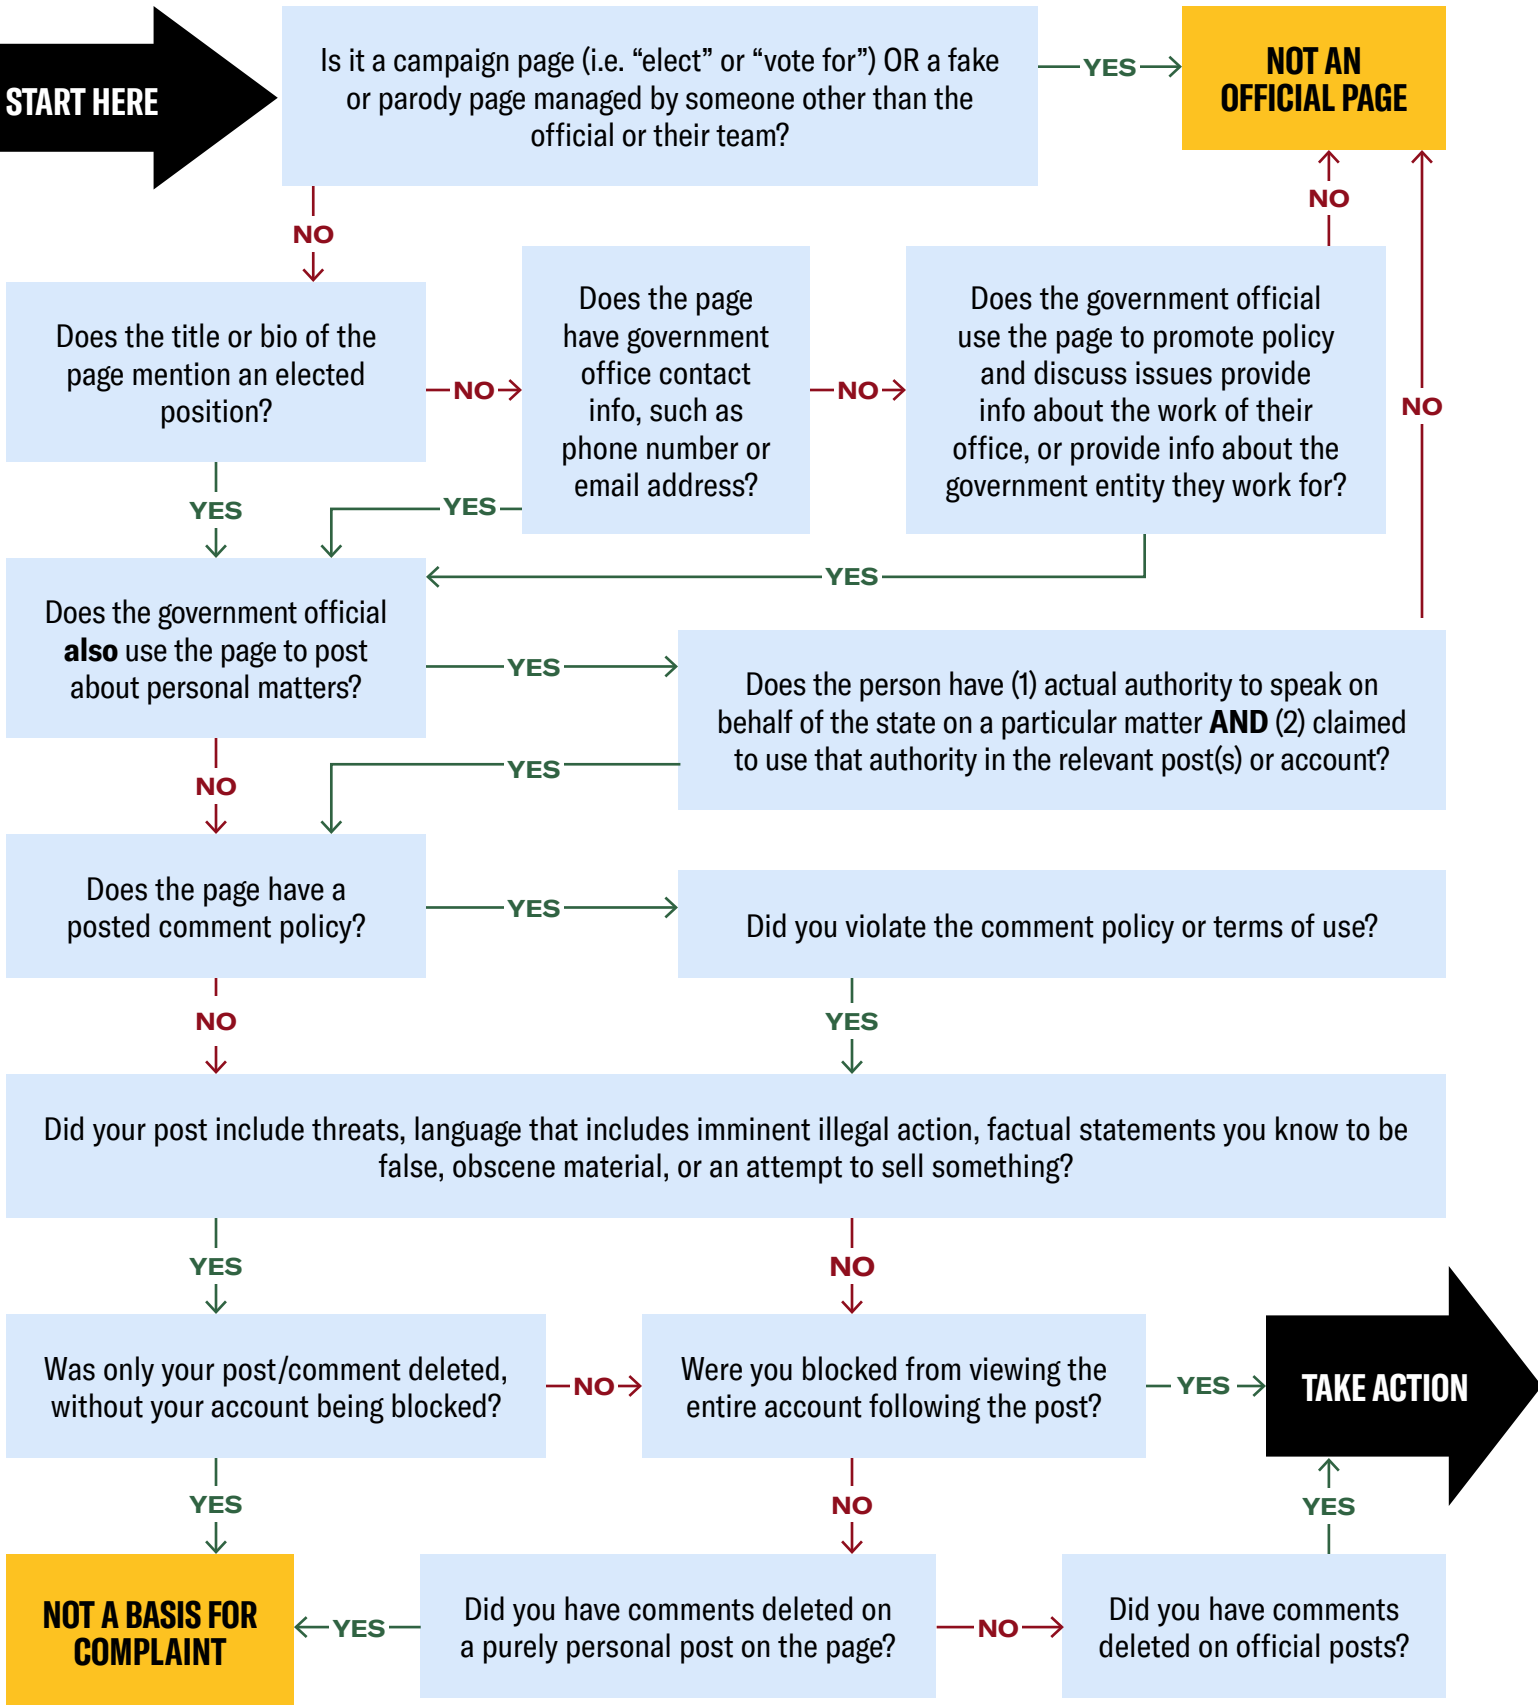 START HERE
Is it a campaign page (i.e. “elect” or “vote for”) OR a fake
or parody page managed by someone other than the
official or their team?
YES
NOT AN
OFFICIAL PAGE
NO
NO
Does the title or bio of the
page mention an elected
position?
NO
Does the page
have government
office contact
info, such as
phone number or
email address?
NO
Does the government official
use the page to promote policy
and discuss issues provide
info about the work of their
office, or provide info about the
government entity they work for?
NO
YES
YES
YES
Does the government official
also use the page to post
about personal matters?
YES
Does the person have (1) actual authority to speak on
behalf of the state on a particular matter AND (2) claimed
to use that authority in the relevant post(s) or account?
NO
YES
Does the page have a
posted comment policy?
YES
Did you violate the comment policy or terms of use?
NO
YES
Did your post include threats, language that includes imminent illegal action, factual statements you know to be
false, obscene material, or an attempt to sell something?
YES
NO
Was only your post/comment deleted,
without your account being blocked?
NO
Were you blocked from viewing the
entire account following the post?
YES
TAKE ACTION
YES
NO
YES
NOT A BASIS FOR
COMPLAINT
YES
Did you have comments deleted on
a purely personal post on the page?
NO
Did you have comments
deleted on official posts?